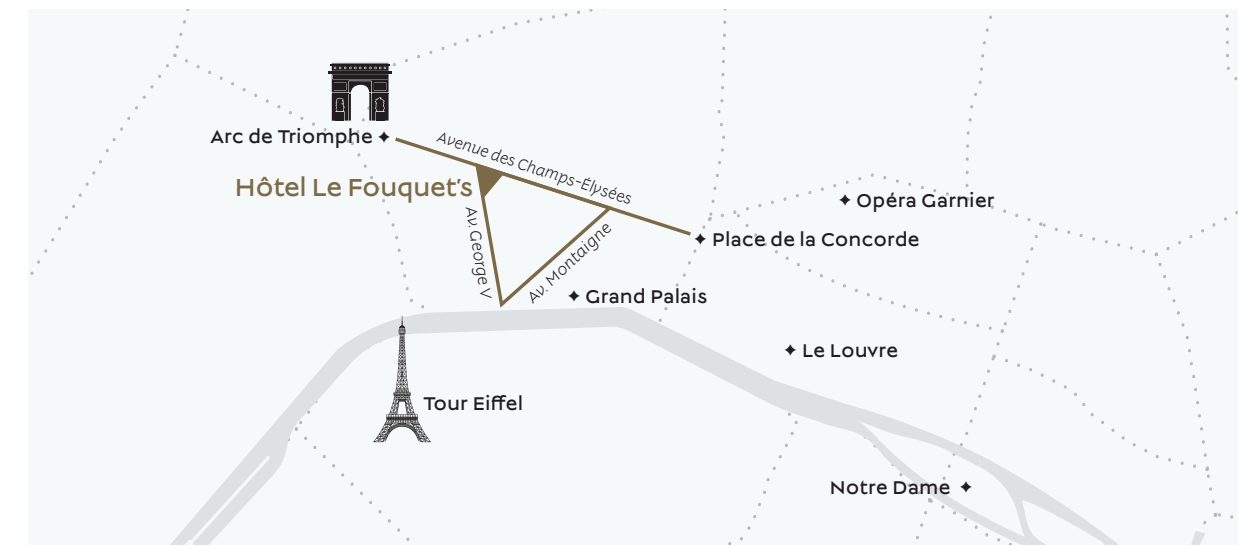 Arc de Triomphe
Avenue des Champs-Élysées
Hôtel Le Fouquet's
Opéra Garnier
Av. George V
Av. Montaigne
Place de la Concorde
Grand Palais
Le Louvre
Tour Eiffel
Notre Dame